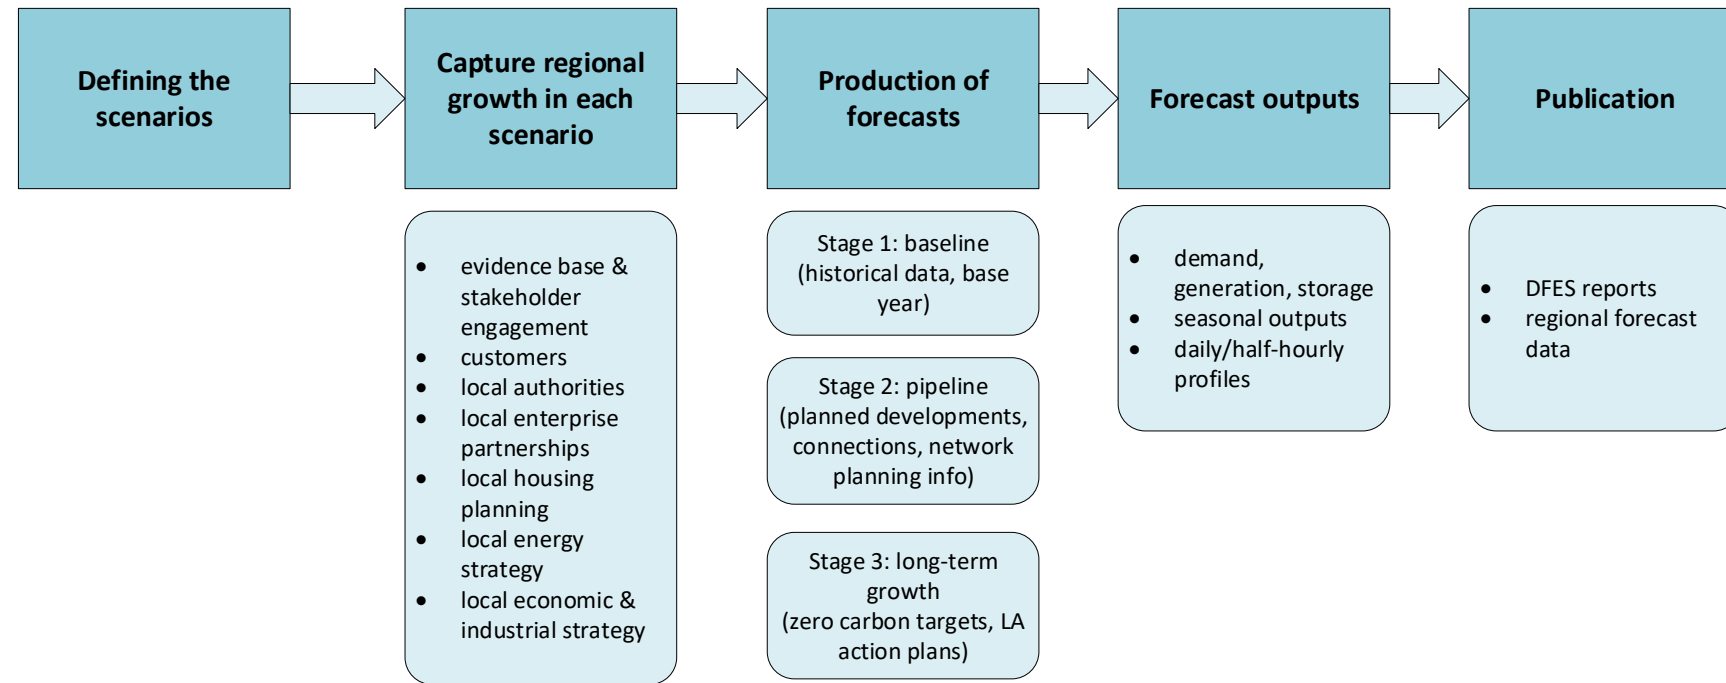 Defining the
scenarios
Capture regional
growth in each
scenario
Production of
forecasts
Forecast outputs
Publication
• evidence base &
stakeholder
engagement
• customers
• local authorities
• local enterprise
partnerships
• local housing
planning
• local energy
strategy
• local economic &
industrial strategy
Stage 1: baseline
(historical data, base
year)
Stage 2: pipeline
(planned developments,
connections, network
planning info)
Stage 3: long-term
growth
(zero carbon targets, LA
action plans)
• demand,
generation, storage
• seasonal outputs
• daily/half-hourly
profiles
• DFES reports
• regional forecast
data